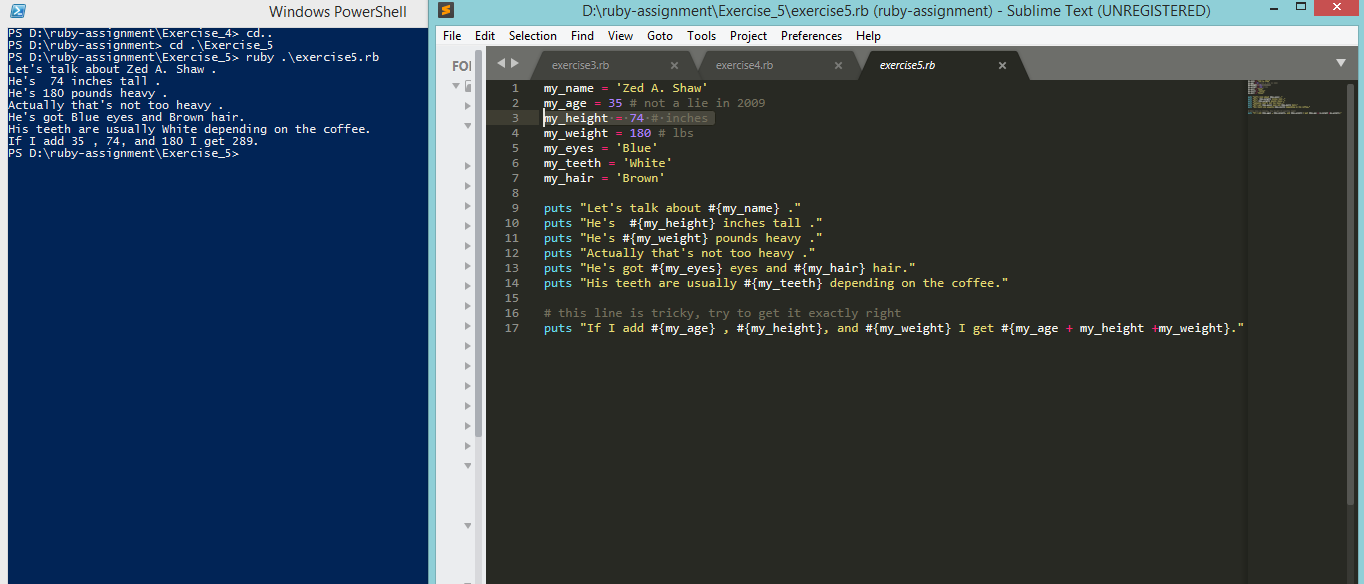 Windows PowerShell
PS D:\ruby-assignment\Exercise_4> cd..
PS D:\ruby-assignment> cd .\Exercise_5
PS D:\ruby-assignment\Exercise_5> ruby .\exercise5.rb
Let's talk about Zed A. Shaw .
He's  74 inches tall .
He's 180 pounds heavy .
Actually that's not too heavy .
He's got Blue eyes and Brown hair.
His teeth are usually White depending on the coffee.
If I add 35 , 74, and 180 I get 289.
PS D:\ruby-assignment\Exercise_5>
D:\ruby-assignment\Exercise_5\exercise5.rb (ruby-assignment) - Sublime Text (UNREGISTERED)
File Edit Selection Find View Goto Tools Project Preferences Help
FOI
exercise3.rb exercise4.rb exercise5.rb
1 my_name = 'Zed A. Shaw'
2 my_age = 35 # not a lie in 2009
3 my_height = 74 # inches
4 my_weight = 180 # lbs
5 my_eyes = 'Blue'
6 my_teeth = 'White'
7 my_hair = 'Brown'
8
9 puts "Let's talk about #{my_name} ."
10 puts "He's  #{my_height} inches tall ."
11 puts "He's #{my_weight} pounds heavy ."
12 puts "Actually that's not too heavy ."
13 puts "He's got #{my_eyes} eyes and #{my_hair} hair."
14 puts "His teeth are usually #{my_teeth} depending on the coffee."
15
16 # this line is tricky, try to get it exactly right
17 puts "If I add #{my_age} , #{my_height}, and #{my_weight} I get #{my_age + my_height +my_weight}."